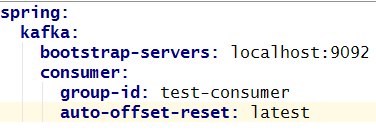 spring:
  kafka:
    bootstrap-servers: localhost:9092
    consumer:
      group-id: test-consumer
      auto-offset-reset: latest